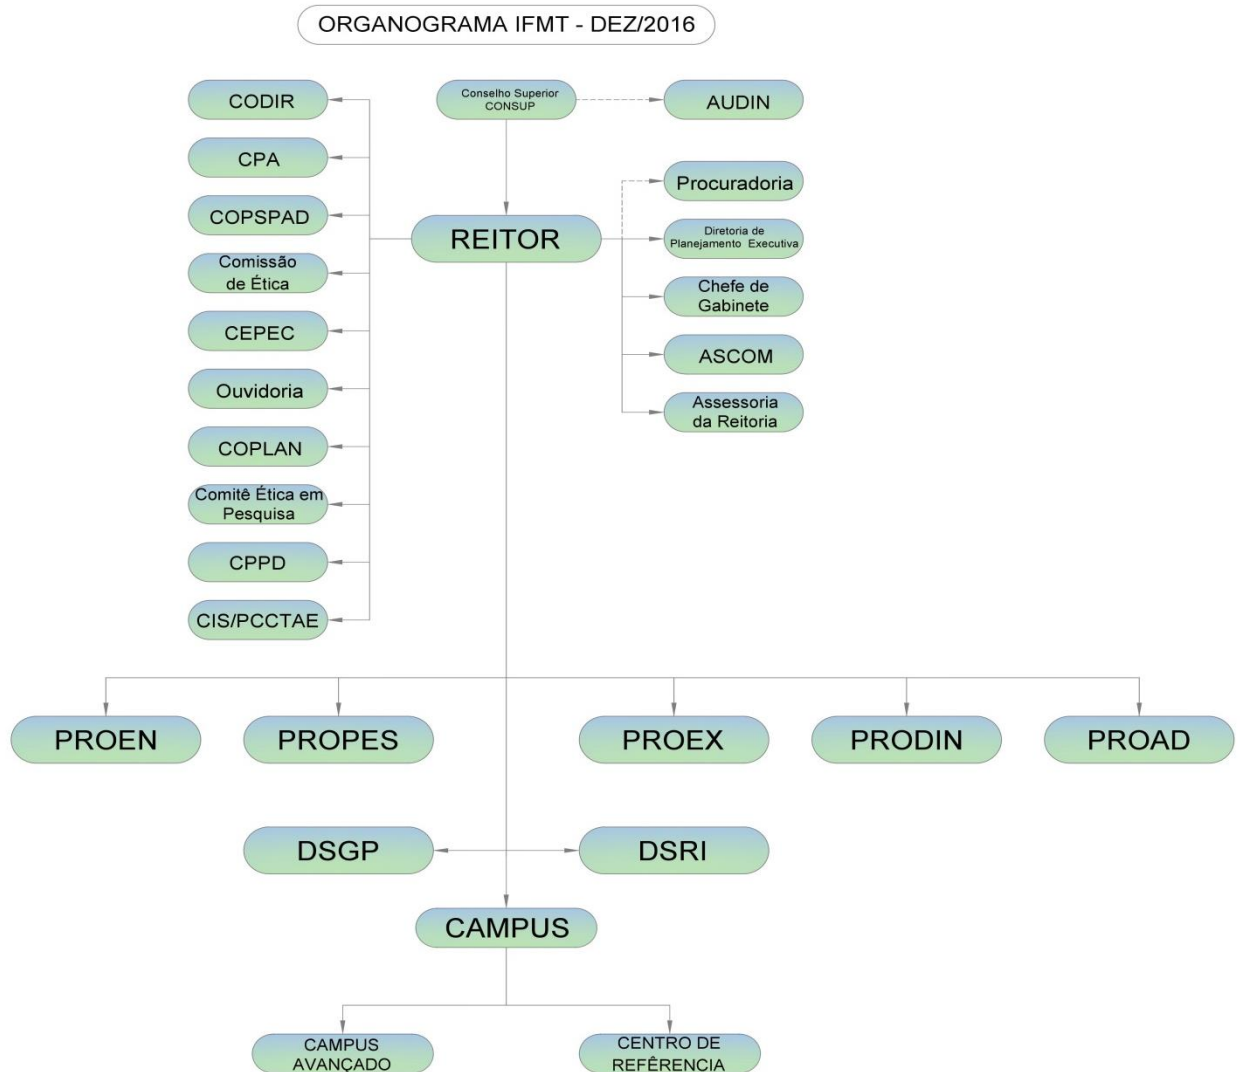 ORGANOGRAMA IFMT - DEZ/2016
CODIR
Conselho Superior
CONSUP
AUDIN
CPA
Procuradoria
COPSPAD
REITOR
Diretoria de
Planejamento Executiva
Comissão
de Ética
Chefe de
Gabinete
CEPEC
ASCOM
Ouvidoria
Assessoria
da Reitoria
COPLAN
Comitê Ética em
Pesquisa
CPPD
CIS/PCCTAE
PROEN
PROPES
PROEX
PRODIN
PROAD
DSGP
DSRI
CAMPUS
CAMPUS
AVANÇADO
CENTRO DE
REFÊRENCIA